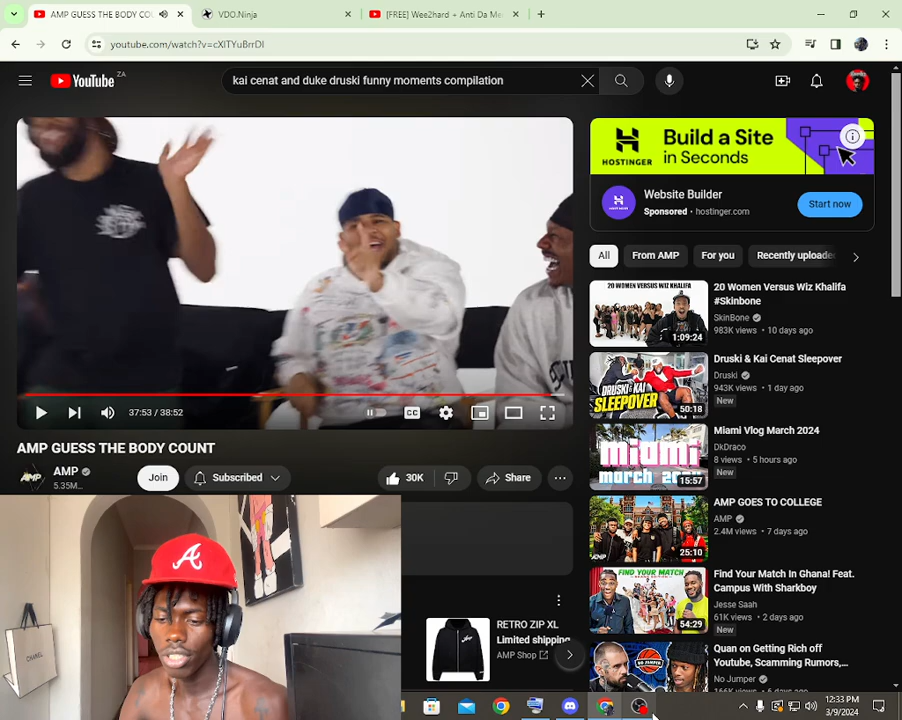 AMP GUESS THE BODY CO
VDO.Ninja
[FREE] Wee2hard + Anti Da Me
youtube.com/watch?v=cXlTYuBrrDI
YouTube ZA
kai cenat and duke druski funny moments compilation
HOSTINGER
Build a Site
in Seconds
Website Builder
Sponsored • hostinger.com
Start now
All
From AMP
For you
Recently uploade
37:53 / 38:52
CC
AMP GUESS THE BODY COUNT
AMP
5.35M...
Join
Subscribed
30K
Share
20 WOMEN VERSUS WIZ KHALIFA
1:09:24
20 Women Versus Wiz Khalifa
#Skinbone
SkinBone
983K views • 10 days ago
DRUSKI & KAI
SLEEPOVER
50:18
Druski & Kai Cenat Sleepover
Druski
943K views • 1 day ago
New
MIAMI
MARCH
15:57
Miami Vlog March 2024
DkDraco
8 views • 5 hours ago
New
25:10
AMP GOES TO COLLEGE
AMP
2.4M views • 7 days ago
FIND YOUR MATCH
54:29
Find Your Match In Ghana! Feat.
Campus With Sharkboy
Jesse Saah
61K views • 2 days ago
New
NO JUMPER
Quan on Getting Rich off
Youtube, Scamming Rumors,...
No Jumper
A
CHANEL
RETRO ZIP XL
Limited shipping
AMP Shop
12:33 PM
3/9/2024